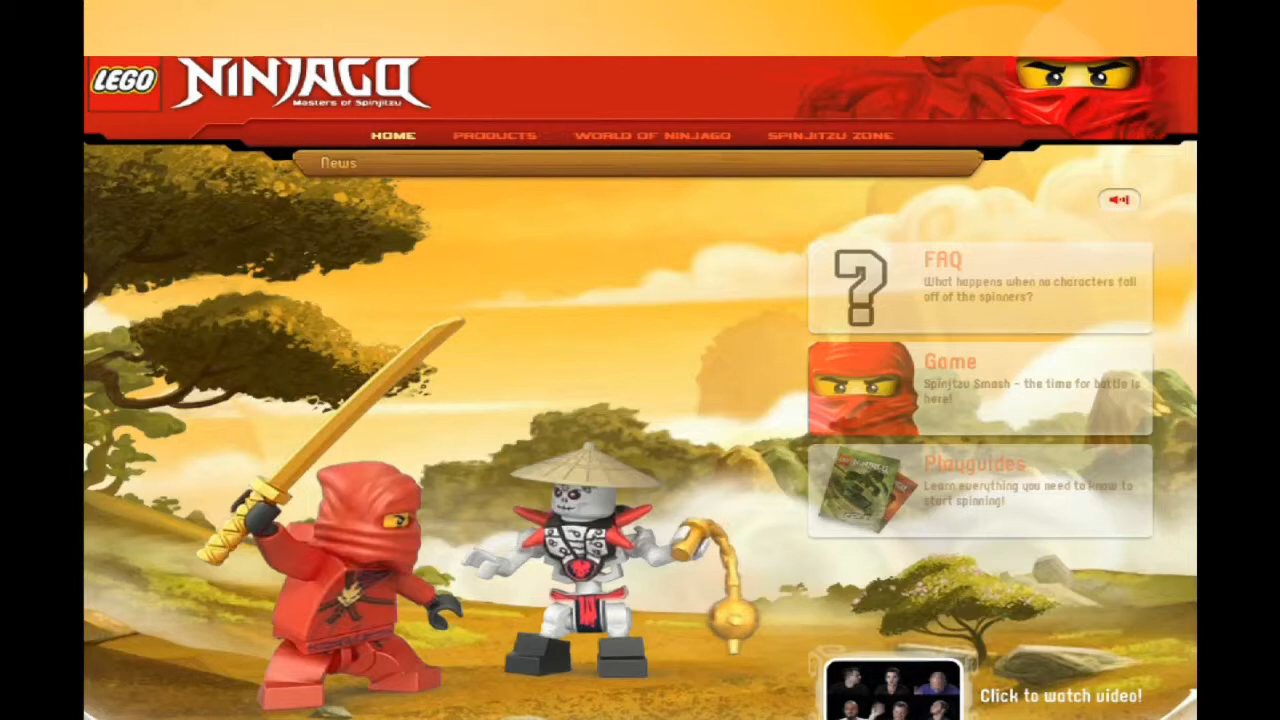 LEGO
NINJAGO
Masters of Spinjitzu
HOME
PRODUCTS
WORLD OF NINJAGO
SPINJITZU ZONE
News
FAQ
What happens when no characters fall
off of the spinners?
Game
Spinjtzu Smash - the time for battle is
here!
Playguides
Learn everything you need to know to
start spinning!
Click to watch video!